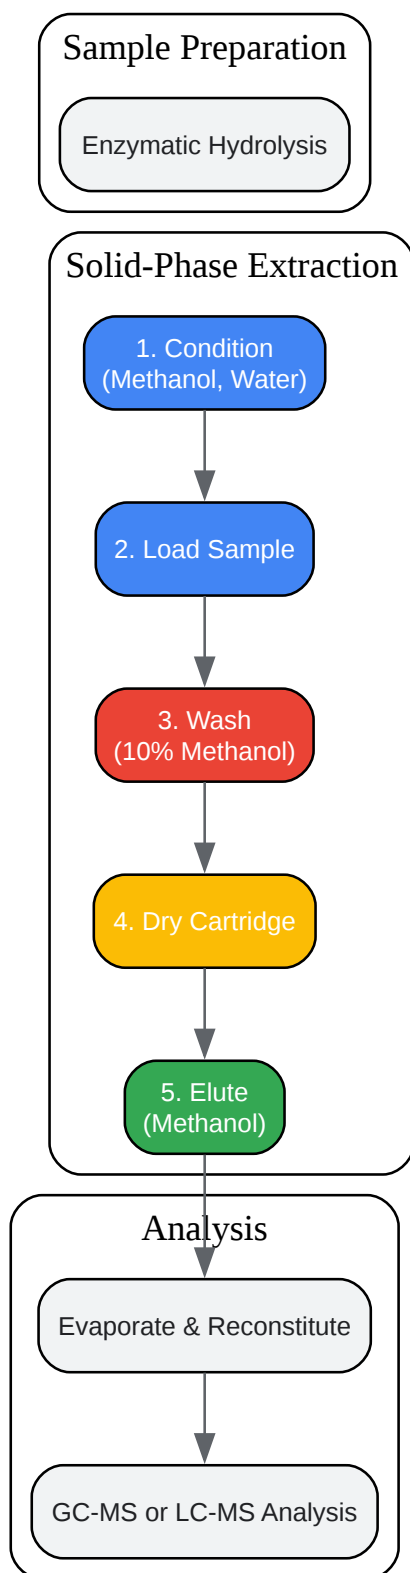 Sample Preparation
Enzymatic Hydrolysis
Solid-Phase Extraction
1. Condition
(Methanol, Water)
2. Load Sample
3. Wash
(10% Methanol)
4. Dry Cartridge
5. Elute
(Methanol)
Analysis
Evaporate & Reconstitute
GC-MS or LC-MS Analysis